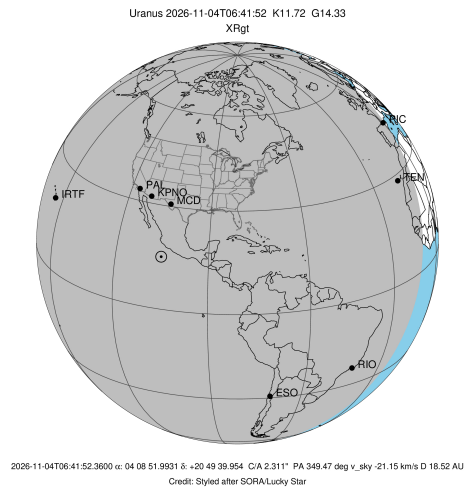 Uranus 2026-11-04T06:41:52 K11.72 G14.33
XRgt
PIC
TEN
PAL
KPNO
MCD
IRTF
RIO
ESO
2026-11-04T06:41:52.3600 α: 04 08 51.9931 δ: +20 49 39.954 C/A 2.311" PA 349.47 deg v_sky -21.15 km/s D 18.52 AU
Credit: Styled after SORA/Lucky Star